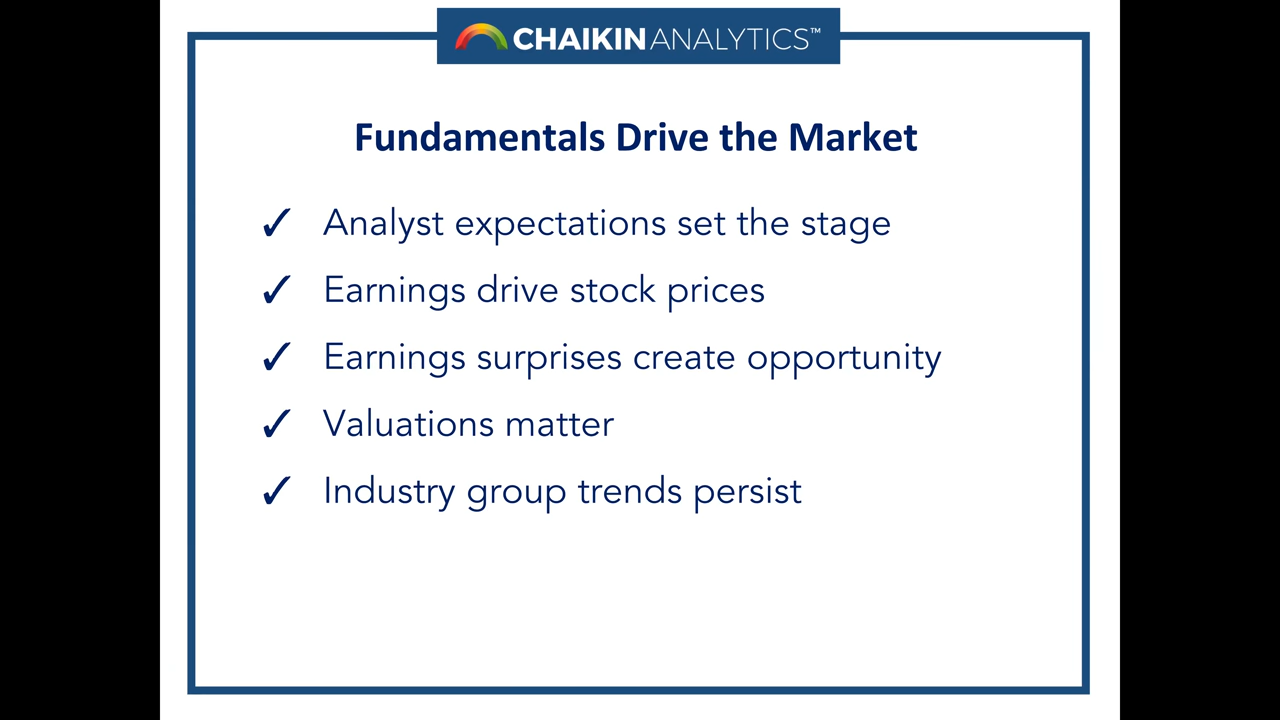 CHAIKIN ANALYTICS™
Fundamentals Drive the Market
✓ Analyst expectations set the stage
✓ Earnings drive stock prices
✓ Earnings surprises create opportunity
✓ Valuations matter
✓ Industry group trends persist